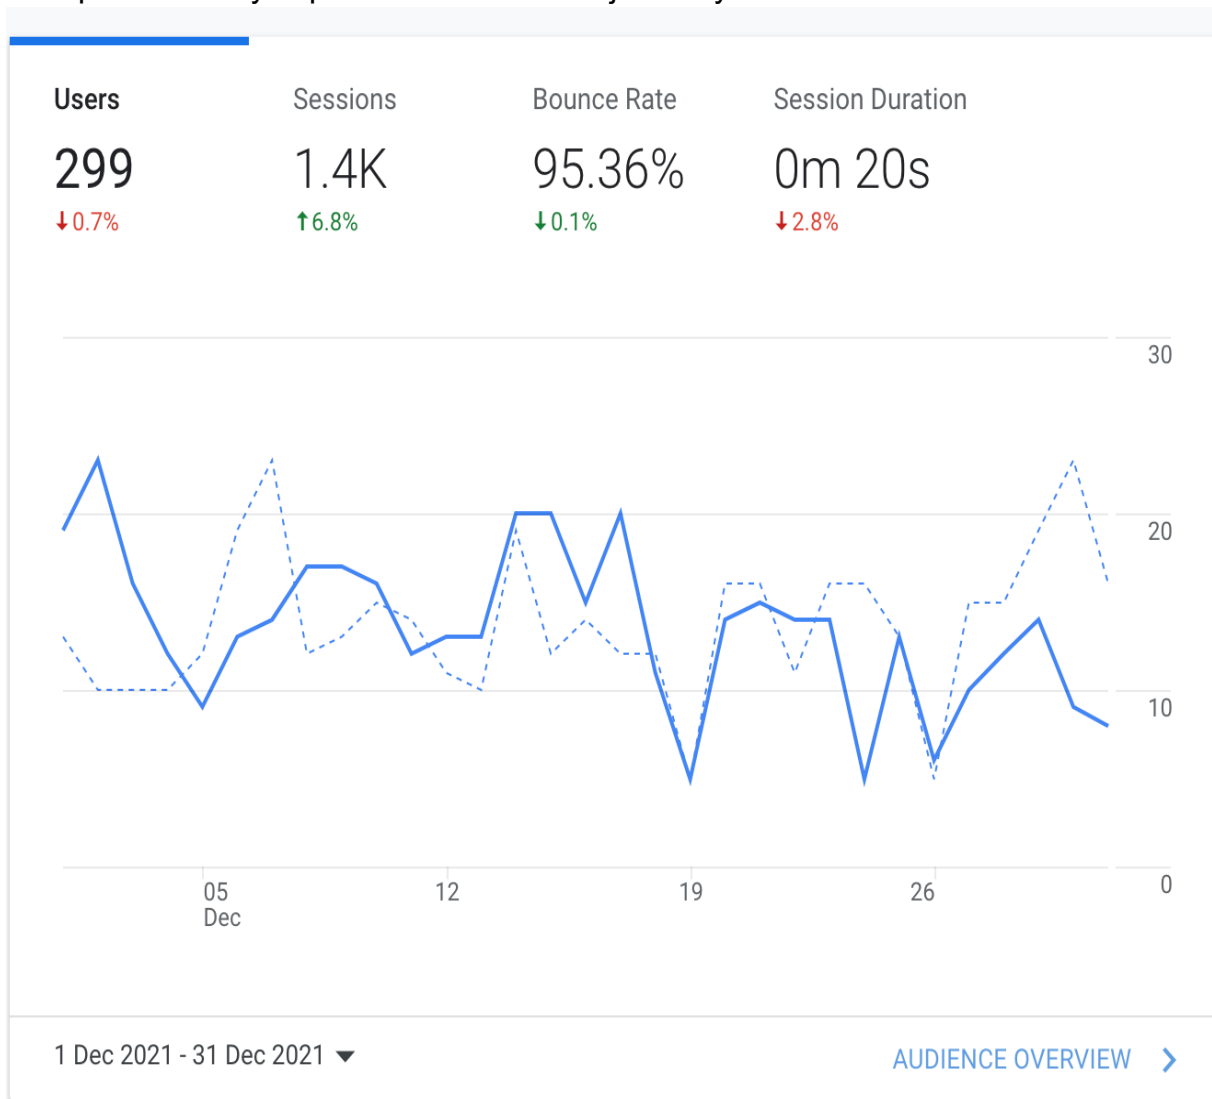 Users Sessions Bounce Rate Session Duration
299 1.4K 95.36% 0m 20s
↓0.7% ↑6.8% ↓0.1% ↓2.8%
30
20
10
0
05 12 19 26
Dec
1 Dec 2021 - 31 Dec 2021
AUDIENCE OVERVIEW